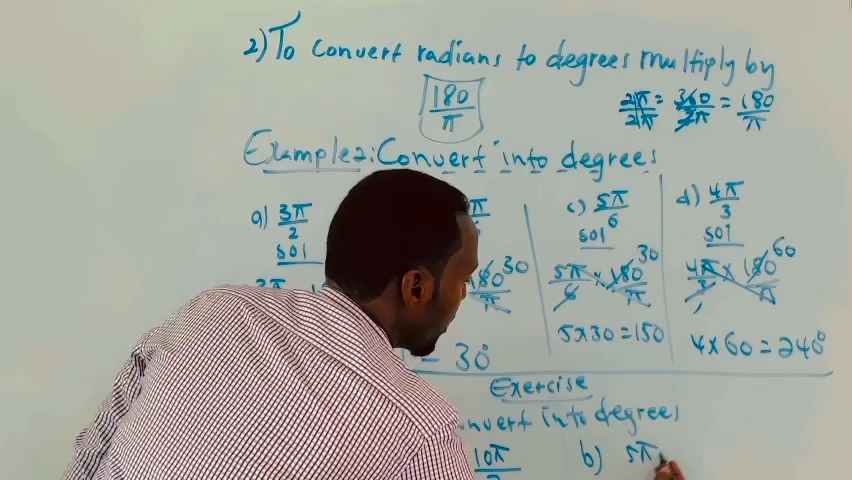 2) To convert radians to degrees multiply by
180/π
2π/2π = 360/2π = 180/π
Example 2: Convert into degrees
a) 3π/2
sol
π
c) 5π/6
sol
5π/6 × 180/π 30
5×30=150
d) 4π/3
sol
4π/3 × 180/π 60
4×60=240°
180/π 30
= 30°
Exercise
onvert into degrees
10π
b) 5π